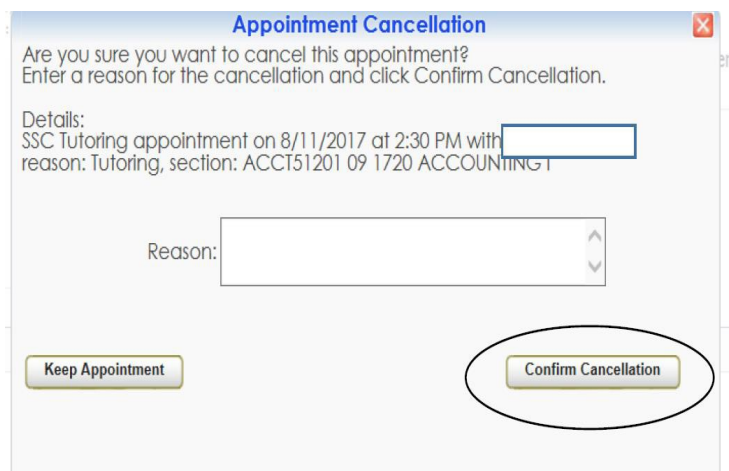 Appointment Cancellation
Are you sure you want to cancel this appointment?
Enter a reason for the cancellation and click Confirm Cancellation.
Details:
SSC Tutoring appointment on 8/11/2017 at 2:30 PM with
reason: Tutoring, section: ACCT51201 09 1720 ACCOUNTING I
Reason:
Keep Appointment
Confirm Cancellation